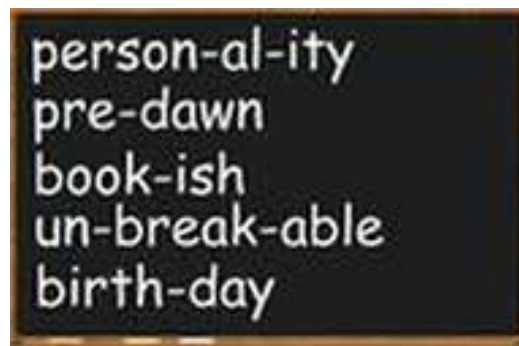 person-al-ity
pre-dawn
book-ish
un-break-able
birth-day